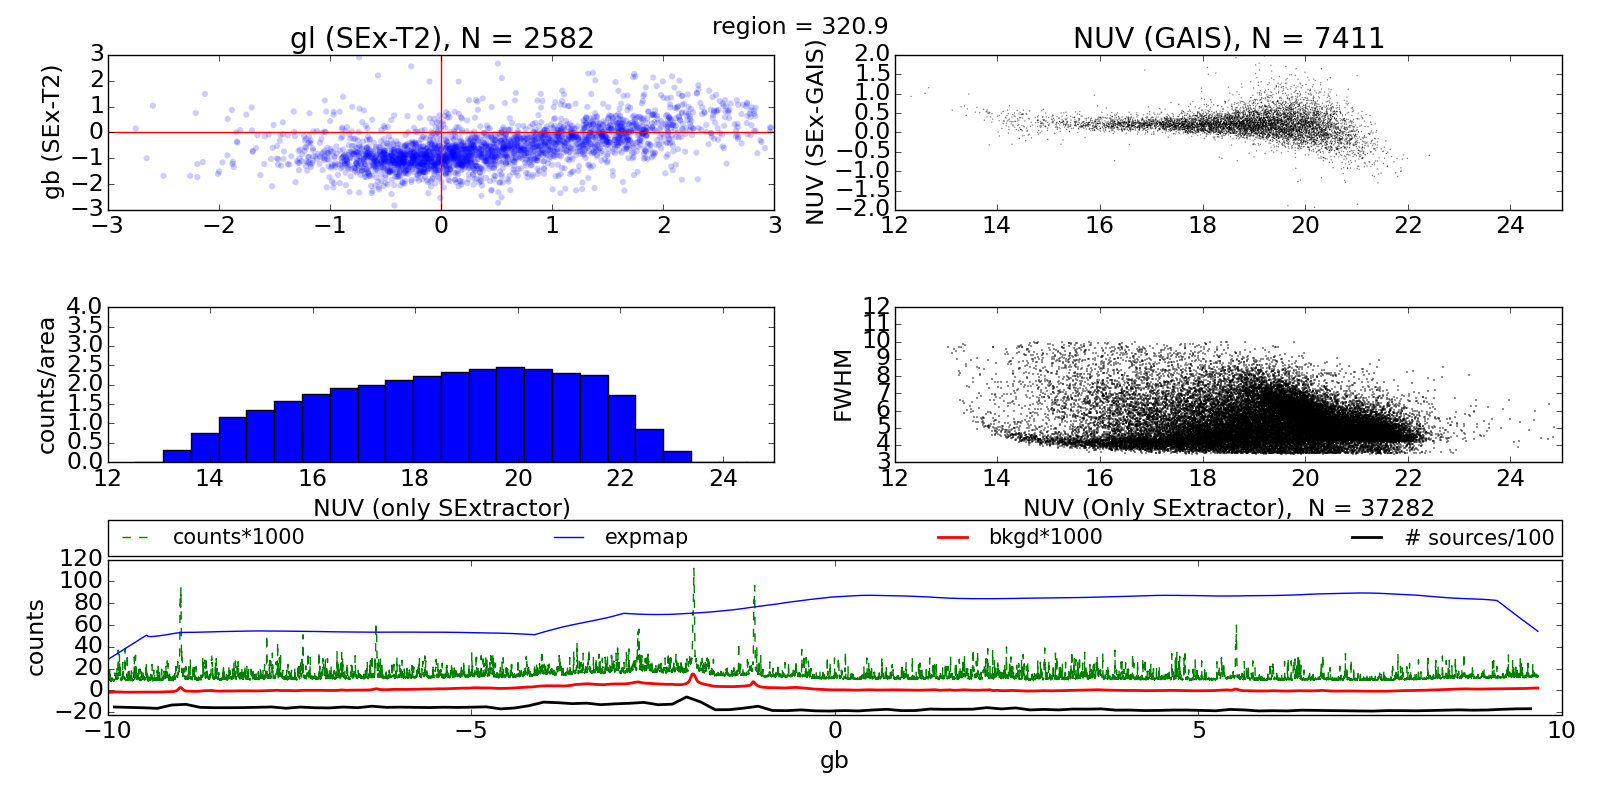 region = 320.9
gl (SEx-T2), N = 2582
gb (SEx-T2)
3
2
1
0
−1
−2
−3
−3 −2 −1 0 1 2 3
NUV (GAIS), N = 7411
NUV (SEx-GAIS)
2.0
1.5
1.0
0.5
0.0
−0.5
−1.0
−1.5
−2.0
12 14 16 18 20 22 24
counts/area
4.0
3.5
3.0
2.5
2.0
1.5
1.0
0.5
0.0
12 14 16 18 20 22 24
NUV (only SExtractor)
FWHM
12
11
10
9
8
7
6
5
4
3
12 14 16 18 20 22 24
NUV (Only SExtractor), N = 37282
counts*1000 expmap bkgd*1000 # sources/100
counts
120
100
80
60
40
20
0
−20
−10 −5 0 5 10
gb